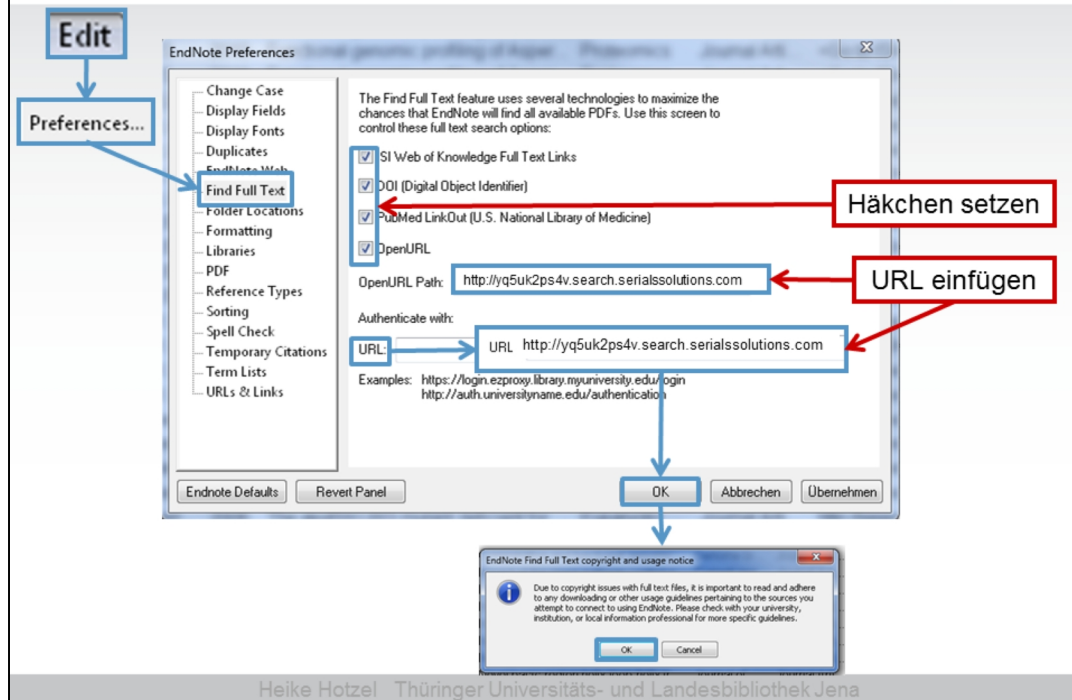 Edit
Preferences...
EndNote Preferences
Change Case
Display Fields
Display Fonts
Duplicates
EndNote Web
Find Full Text
Folder Locations
Formatting
Libraries
PDF
Reference Types
Sorting
Spell Check
Temporary Citations
Term Lists
URLs & Links
The Find Full Text feature uses several technologies to maximize the
chances that EndNote will find all available PDFs. Use this screen to
control these full text search options:
SI Web of Knowledge Full Text Links
DOI (Digital Object Identifier)
PubMed LinkOut (U.S. National Library of Medicine)
OpenURL
Häkchen setzen
OpenURL Path: http://yq5uk2ps4v.search.serialssolutions.com
URL einfügen
Authenticate with:
URL: URL http://yq5uk2ps4v.search.serialssolutions.com
Examples: https://login.ezproxy.library.myuniversity.edu/login
http://auth.universityname.edu/authentication
Endnote Defaults Revert Panel OK Abbrechen Übernehmen
EndNote Find Full Text copyright and usage notice
Due to copyright issues with full text files, it is important to read and adhere
to any downloading or other usage guidelines pertaining to the sources you
attempt to connect to using EndNote. Please check with your university,
institution, or local information professional for more specific guidelines.
OK Cancel
Heike Hotzel Thüringer Universitäts- und Landesbibliothek Jena